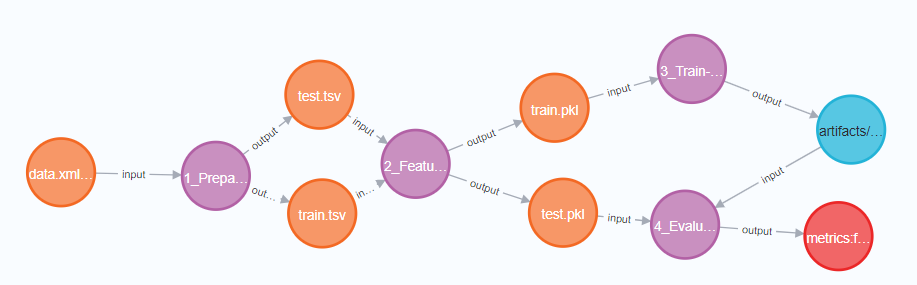 data.xml...
input
1_Prepa...
output
out...
test.tsv
train.tsv
input
in...
2_Featu...
output
output
train.pkl
test.pkl
input
input
3_Train-...
4_Evalu...
output
artifacts/...
input
output
metrics:f...